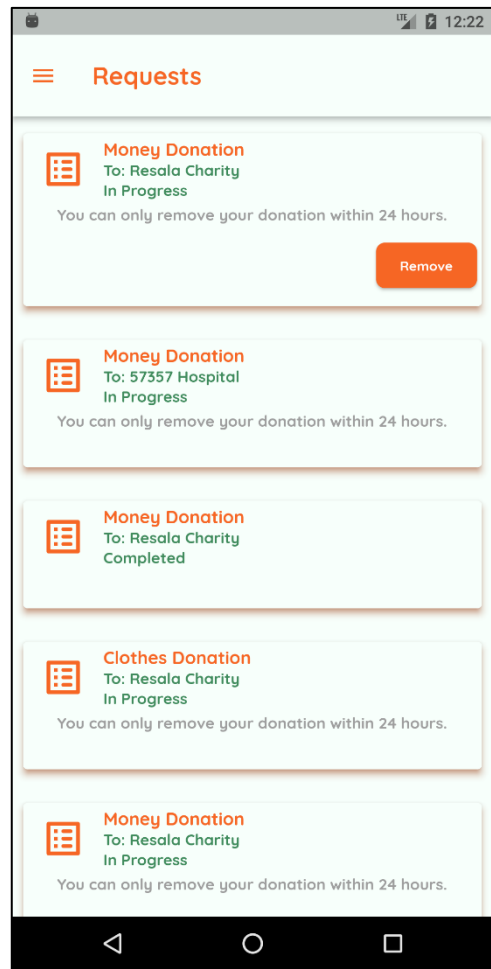 LTE 12:22
Requests
Money Donation
To: Resala Charity
In Progress
You can only remove your donation within 24 hours.
Remove
Money Donation
To: 57357 Hospital
In Progress
You can only remove your donation within 24 hours.
Money Donation
To: Resala Charity
Completed
Clothes Donation
To: Resala Charity
In Progress
You can only remove your donation within 24 hours.
Money Donation
To: Resala Charity
In Progress
You can only remove your donation within 24 hours.